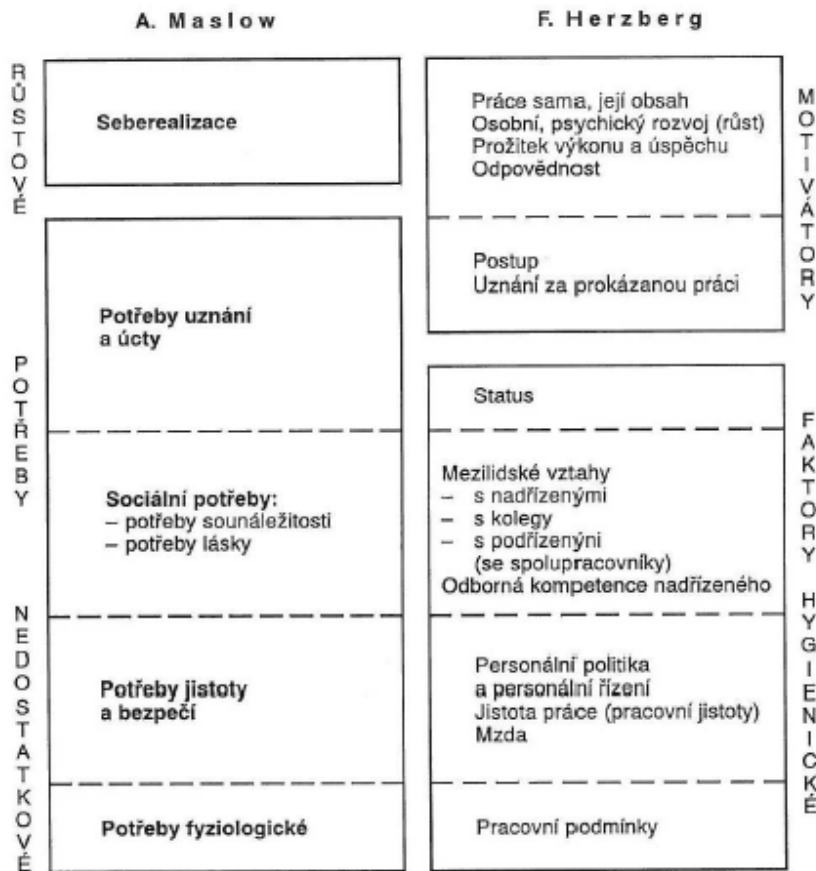 A. Maslow
F. Herzberg
RŮSTOVÉ
Seberealizace
Práce sama, její obsah
Osobní, psychický rozvoj (růst)
Prožitek výkonu a úspěchu
Odpovědnost
MOTIVÁTORY
Postup
Uznání za prokázanou práci
POTŘEBY
Potřeby uznání
a úcty
Status
FAKTORY
Sociální potřeby:
– potřeby sounáležitosti
– potřeby lásky
Mezilidské vztahy
– s nadřízenými
– s kolegy
– s podřízenýni
(se spolupracovníky)
Odborná kompetence nadřízeného
HYGIENICKÉ
NEDOSTATKOVÉ
Potřeby jistoty
a bezpečí
Personální politika
a personální řízení
Jistota práce (pracovní jistoty)
Mzda
Potřeby fyziologické
Pracovní podmínky